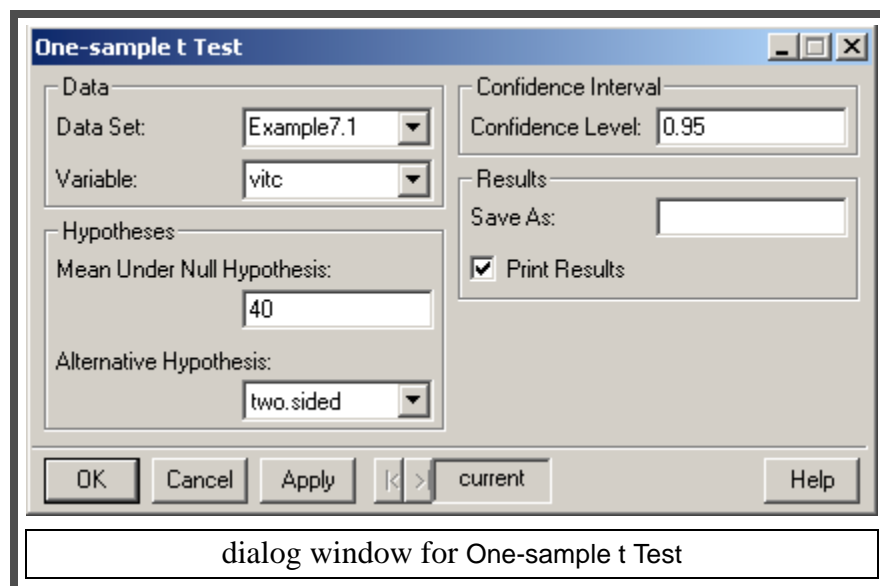 One-sample t Test
Data
Data Set: Example7.1
Variable: vitc
Hypotheses
Mean Under Null Hypothesis:
40
Alternative Hypothesis:
two.sided
Confidence Interval
Confidence Level: 0.95
Results
Save As:
Print Results
OK Cancel Apply |< >| current Help
dialog window for One-sample t Test